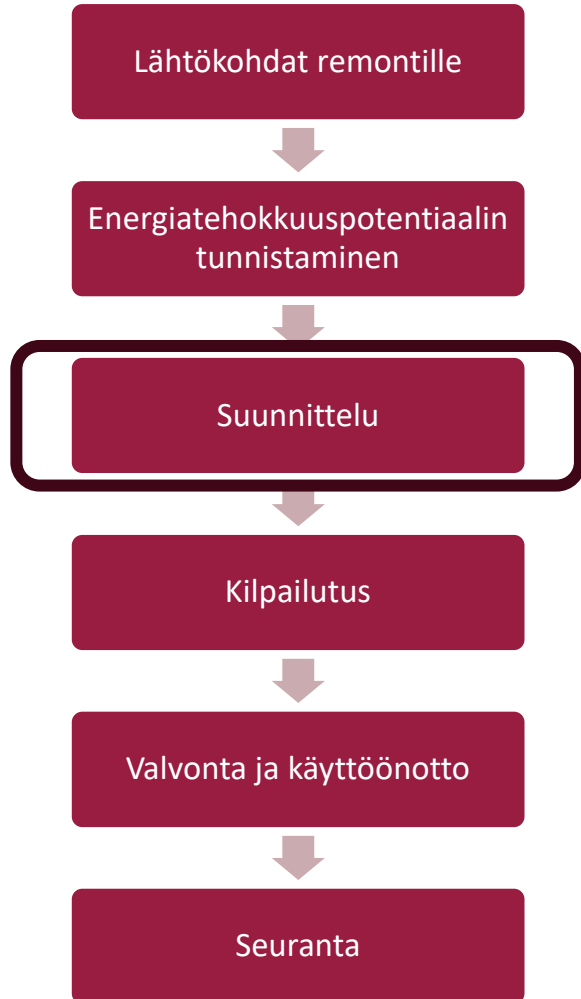 Lähtökohdat remontille
Energiatehokkuuspotentiaalin
tunnistaminen
Suunnittelu
Kilpailutus
Valvonta ja käyttöönotto
Seuranta